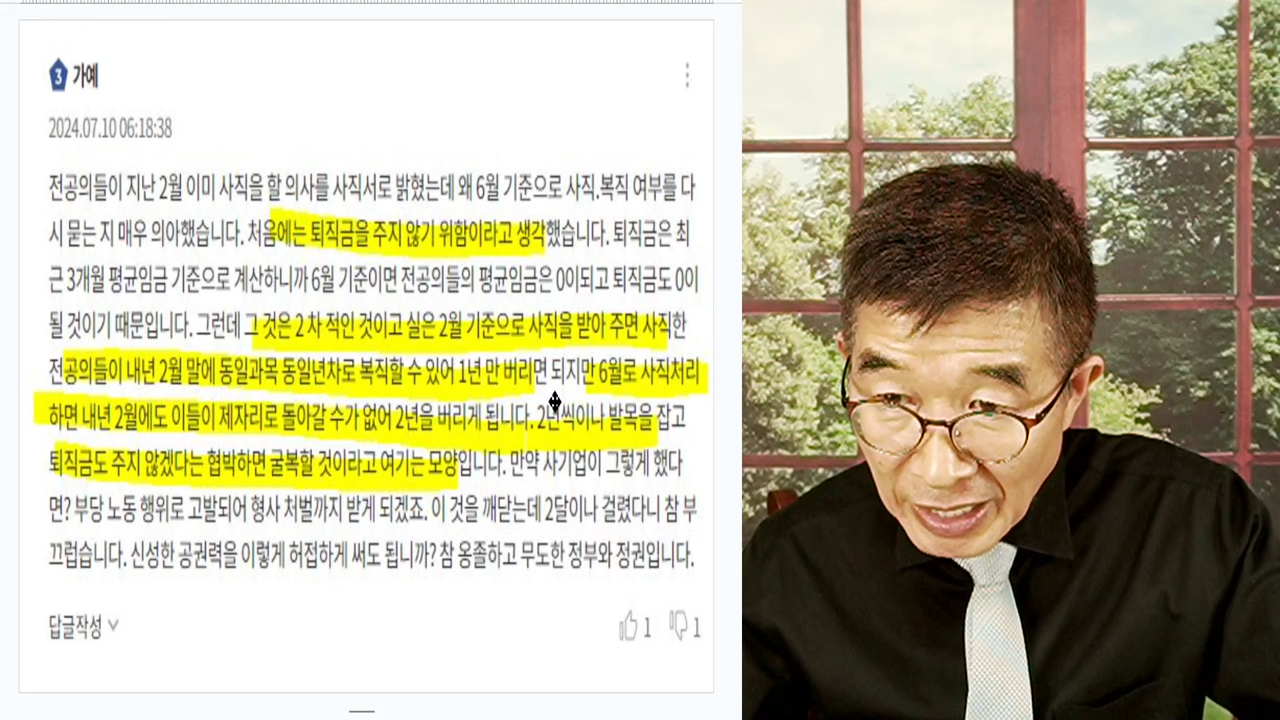 3 가예
2024.07.10 06:18:38
전공의들이 지난 2월 이미 사직을 할 의사를 사직서로 밝혔는데 왜 6월 기준으로 사직.복직 여부를 다
시 묻는 지 매우 의아했습니다. 처음에는 퇴직금을 주지 않기 위함이라고 생각했습니다. 퇴직금은 최
근 3개월 평균임금 기준으로 계산하니까 6월 기준이면 전공의들의 평균임금은 0이되고 퇴직금도 0이
될 것이기 때문입니다. 그런데 그 것은 2 차 적인 것이고 실은 2월 기준으로 사직을 받아 주면 사직한
전공의들이 내년 2월 말에 동일과목 동일년차로 복직할 수 있어 1년 만 버리면 되지만 6월로 사직처리
하면 내년 2월에도 이들이 제자리로 돌아갈 수가 없어 2년을 버리게 됩니다. 2년씩이나 발목을 잡고
퇴직금도 주지 않겠다는 협박하면 굴복할 것이라고 여기는 모양입니다. 만약 사기업이 그렇게 했다
면? 부당 노동 행위로 고발되어 형사 처벌까지 받게 되겠죠. 이 것을 깨닫는데 2달이나 걸렸다니 참 부
끄럽습니다. 신성한 공권력을 이렇게 허접하게 써도 됩니까? 참 옹졸하고 무도한 정부와 정권입니다.
답글작성 1 1